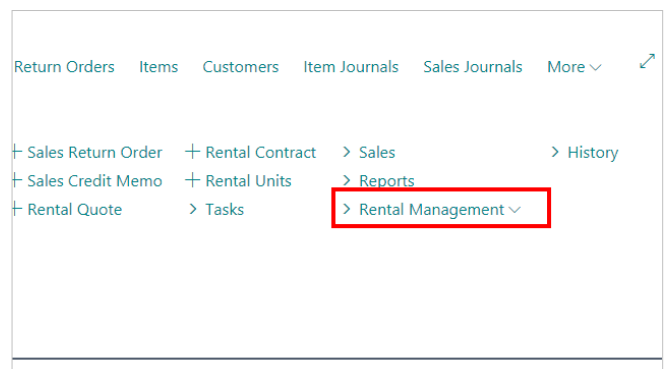 Return Orders Items Customers Item Journals Sales Journals More
+ Sales Return Order + Rental Contract > Sales > History
+ Sales Credit Memo + Rental Units > Reports
+ Rental Quote > Tasks > Rental Management